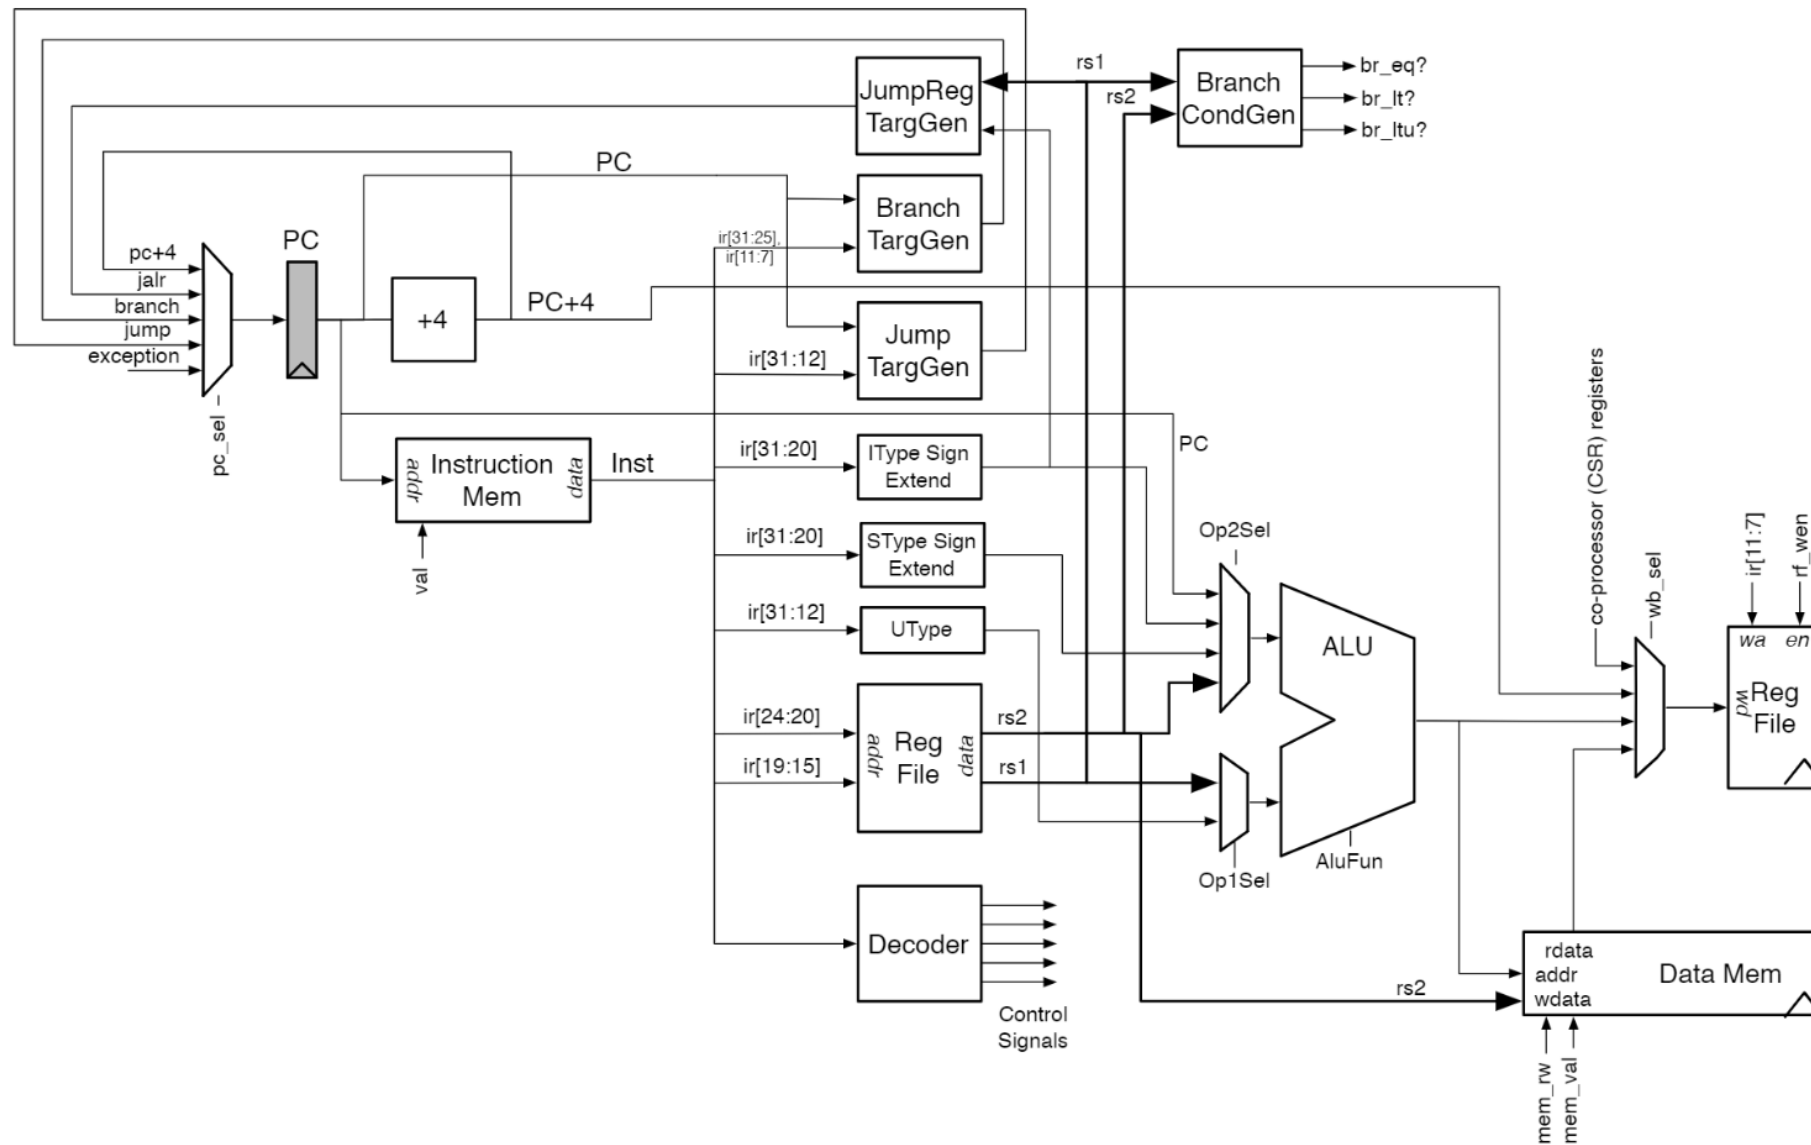 rs1
rs2
JumpReg
TargGen
Branch
CondGen
br_eq?
br_lt?
br_ltu?
PC
Branch
TargGen
ir[31:25],
ir[11:7]
PC
pc+4
jalr
branch
jump
exception
pc_sel
+4
PC+4
Jump
TargGen
ir[31:12]
PC
Instruction
Mem
addr
data
val
Inst
ir[31:20]
IType Sign
Extend
ir[31:20]
SType Sign
Extend
ir[31:12]
UType
ir[24:20]
ir[19:15]
Reg
File
addr
data
rs2
rs1
Op2Sel
Op1Sel
ALU
AluFun
Decoder
Control
Signals
co-processor (CSR) registers
wb_sel
ir[11:7]
rf_wen
wa en
wd
Reg
File
rs2
rdata
addr
wdata
Data Mem
mem_rw
mem_val